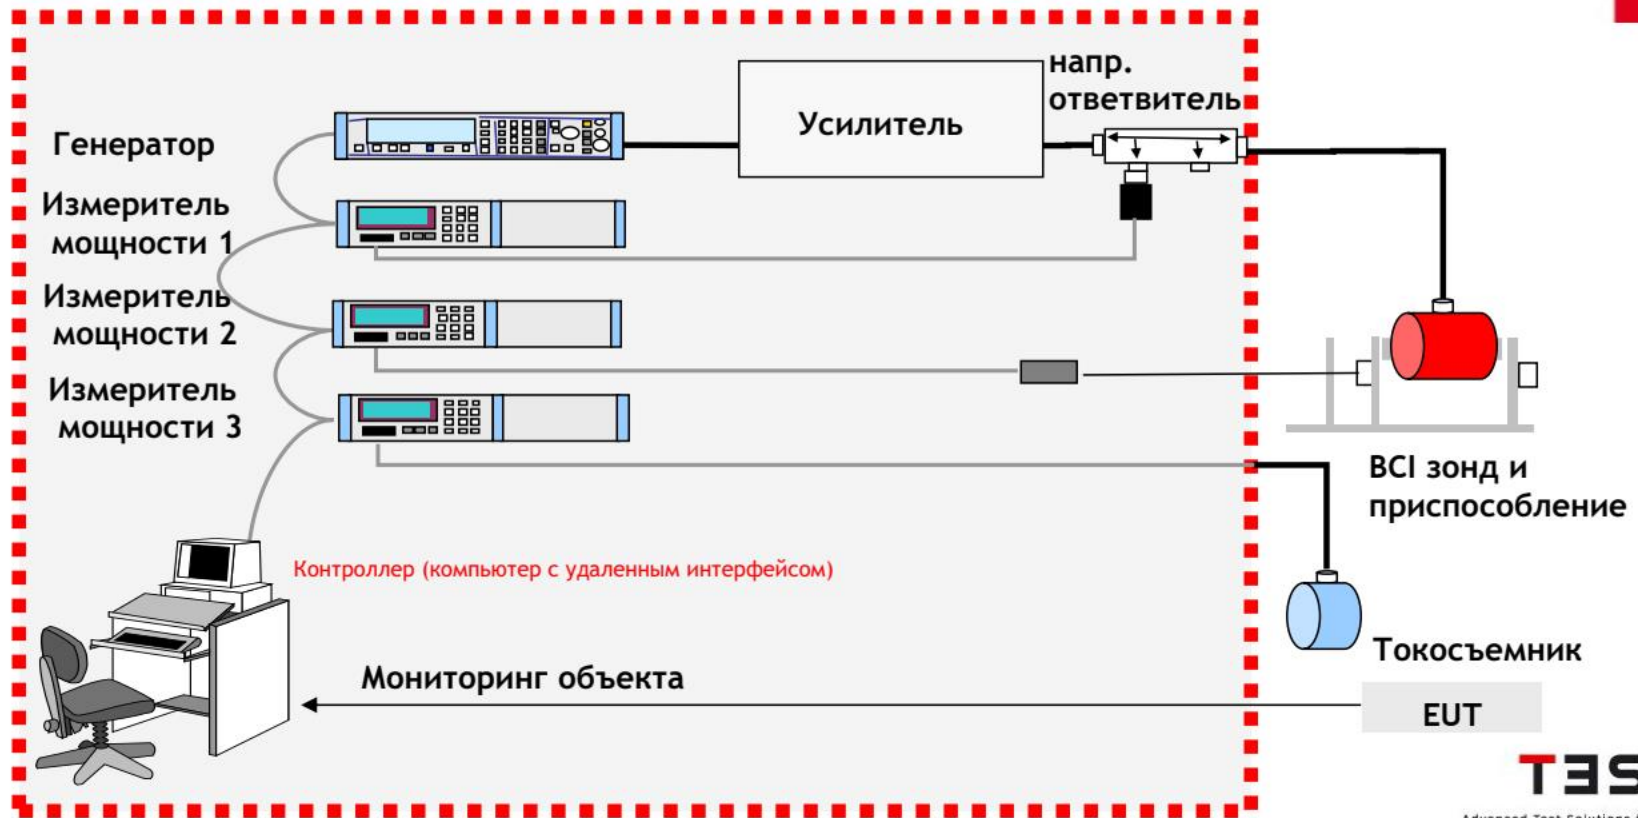 напр.
ответвитель
Усилитель
Генератор
Измеритель
мощности 1
Измеритель
мощности 2
Измеритель
мощности 3
BCI зонд и
приспособление
Контроллер (компьютер с удаленным интерфейсом)
Токосъемник
Мониторинг объекта
EUT